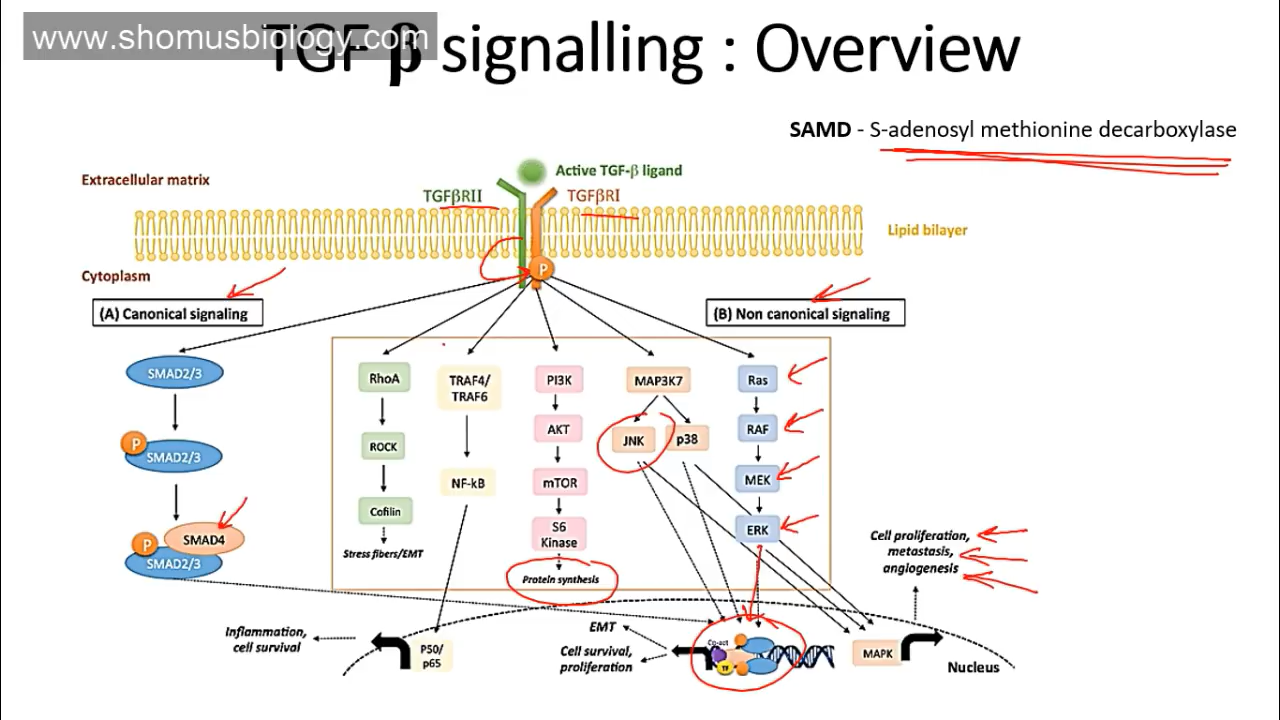 www.shomusbiology.com
TGF β signalling : Overview
SAMD - S-adenosyl methionine decarboxylase
Active TGF-β ligand
Extracellular matrix
TGFβRII
TGFβRI
Lipid bilayer
Cytoplasm
P
(A) Canonical signaling
(B) Non canonical signaling
SMAD2/3
P
SMAD2/3
SMAD4
P
SMAD2/3
RhoA
ROCK
Cofilin
Stress fibers/EMT
TRAF4/
TRAF6
NF-kB
PI3K
AKT
mTOR
S6
Kinase
Protein synthesis
MAP3K7
JNK
p38
Ras
RAF
MEK
ERK
Cell proliferation,
metastasis,
angiogenesis
Inflammation,
cell survival
P50/
p65
EMT
Cell survival,
proliferation
Co-act
TF
MAPK
Nucleus